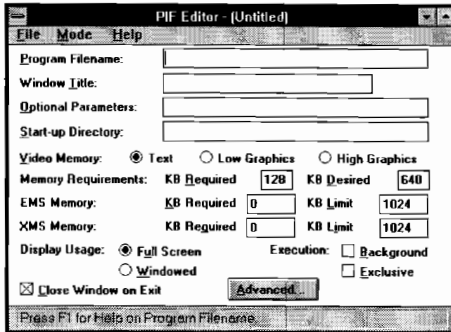 PIF Editor - (Untitled)
File Mode Help
Program Filename:
Window Title:
Optional Parameters:
Start-up Directory:
Video Memory: Text Low Graphics High Graphics
Memory Requirements: KB Required 128 KB Desired 640
EMS Memory: KB Required 0 KB Limit 1024
XMS Memory: KB Required 0 KB Limit 1024
Display Usage: Full Screen Execution: Background
Windowed Exclusive
Close Window on Exit Advanced...
Press F1 for Help on Program Filename.